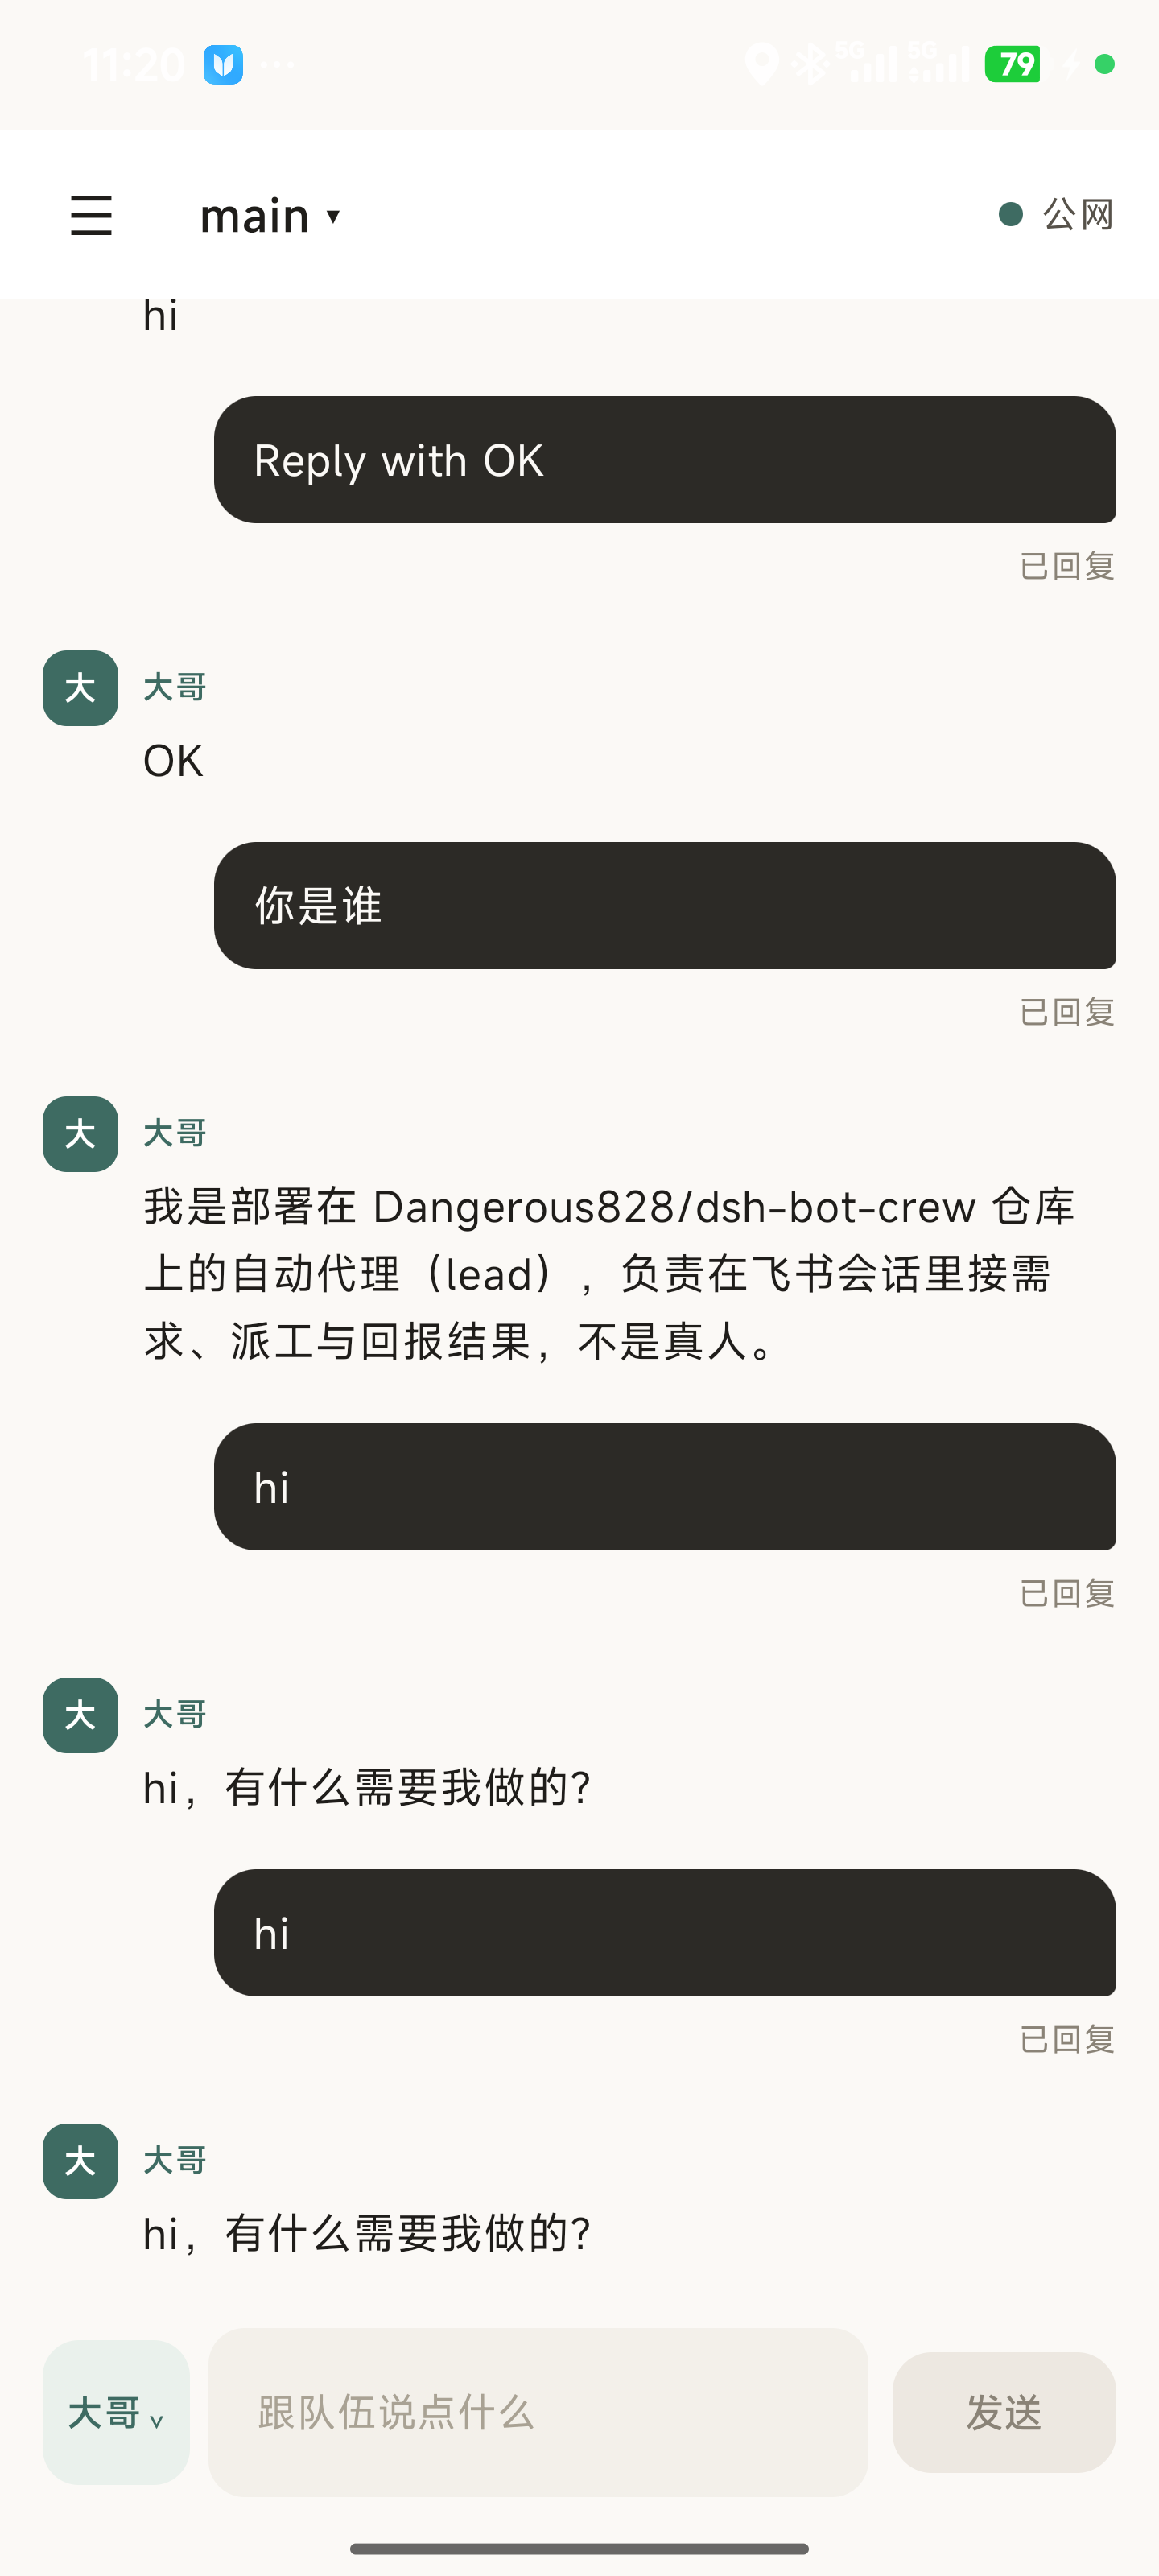 11:20
5G 5G 79
main
公网
hi
Reply with OK
已回复
大 大哥
OK
你是谁
已回复
大 大哥
我是部署在 Dangerous828/dsh-bot-crew 仓库
上的自动代理（lead），负责在飞书会话里接需
求、派工与回报结果，不是真人。
hi
已回复
大 大哥
hi，有什么需要我做的？
hi
已回复
大 大哥
hi，有什么需要我做的？
大哥 跟队伍说点什么 发送